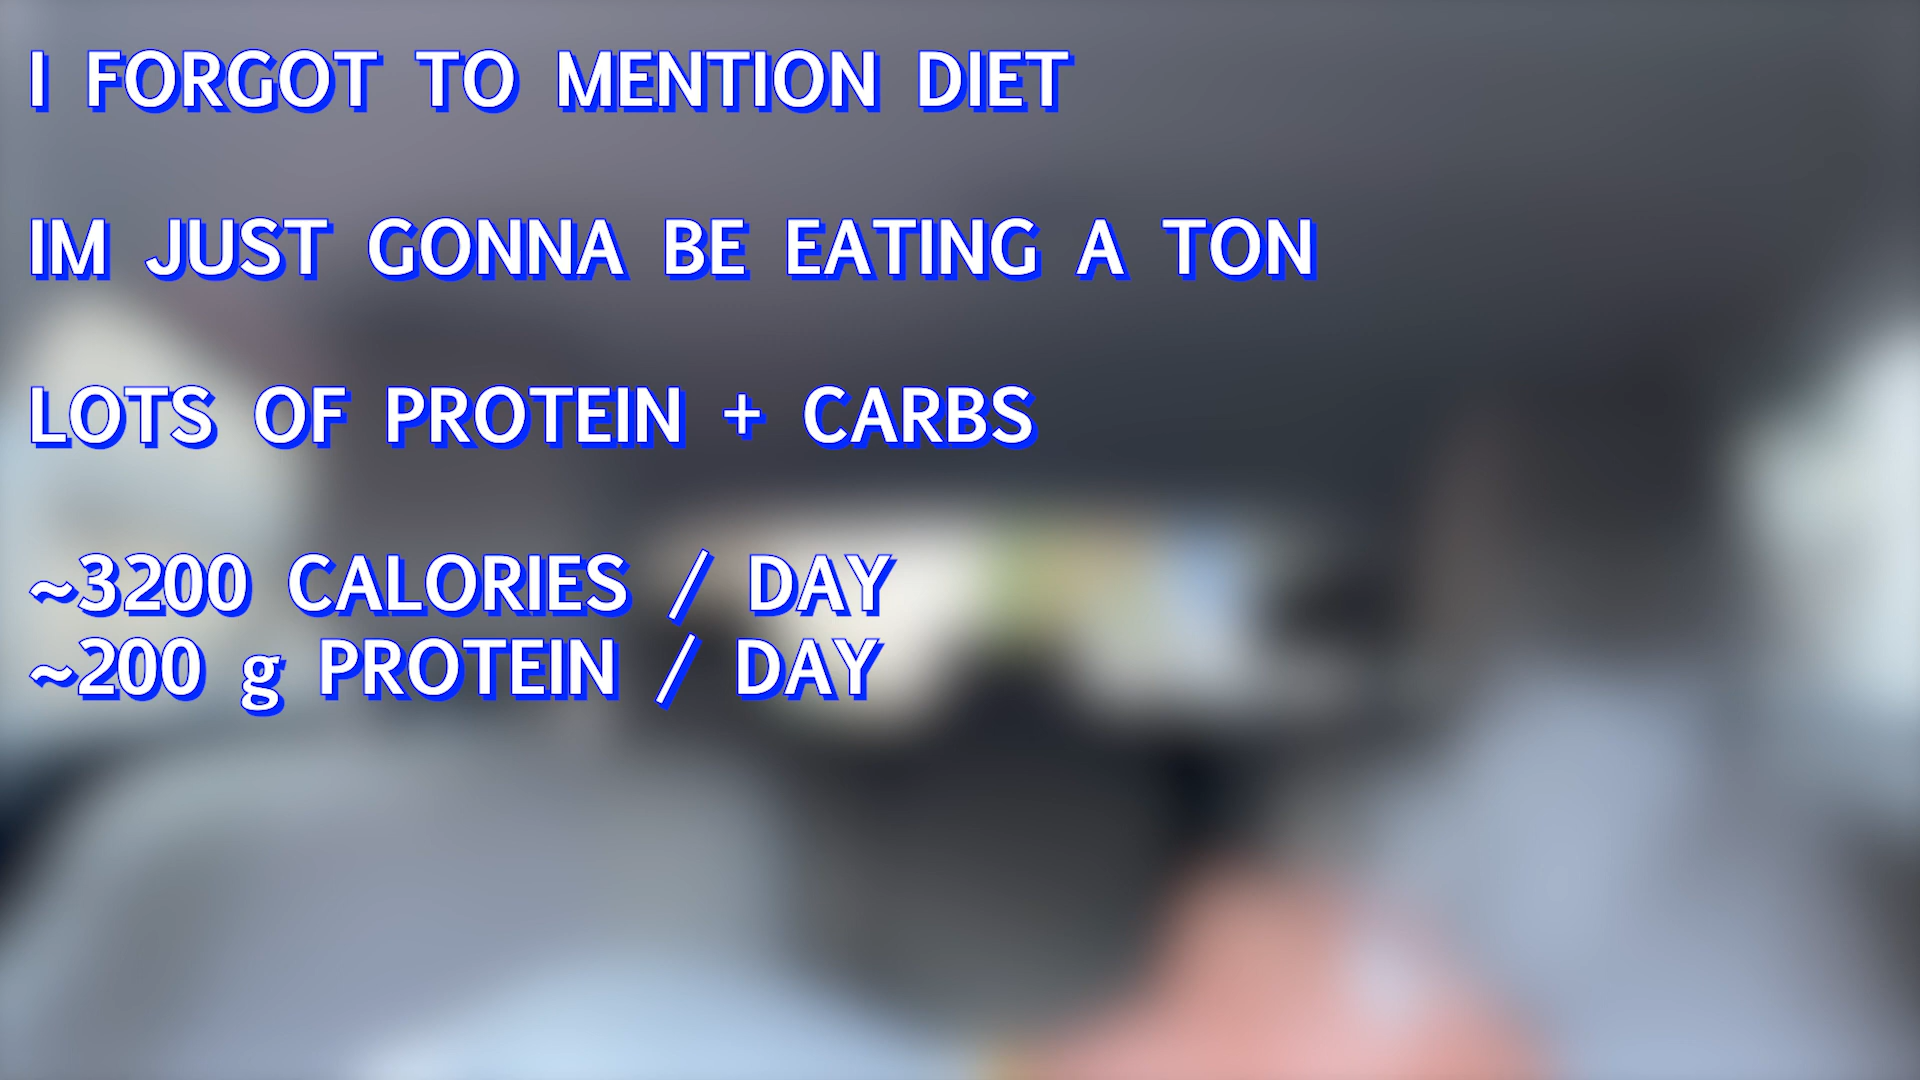 I FORGOT TO MENTION DIET
IM JUST GONNA BE EATING A TON
LOTS OF PROTEIN + CARBS
~3200 CALORIES / DAY
~200 g PROTEIN / DAY